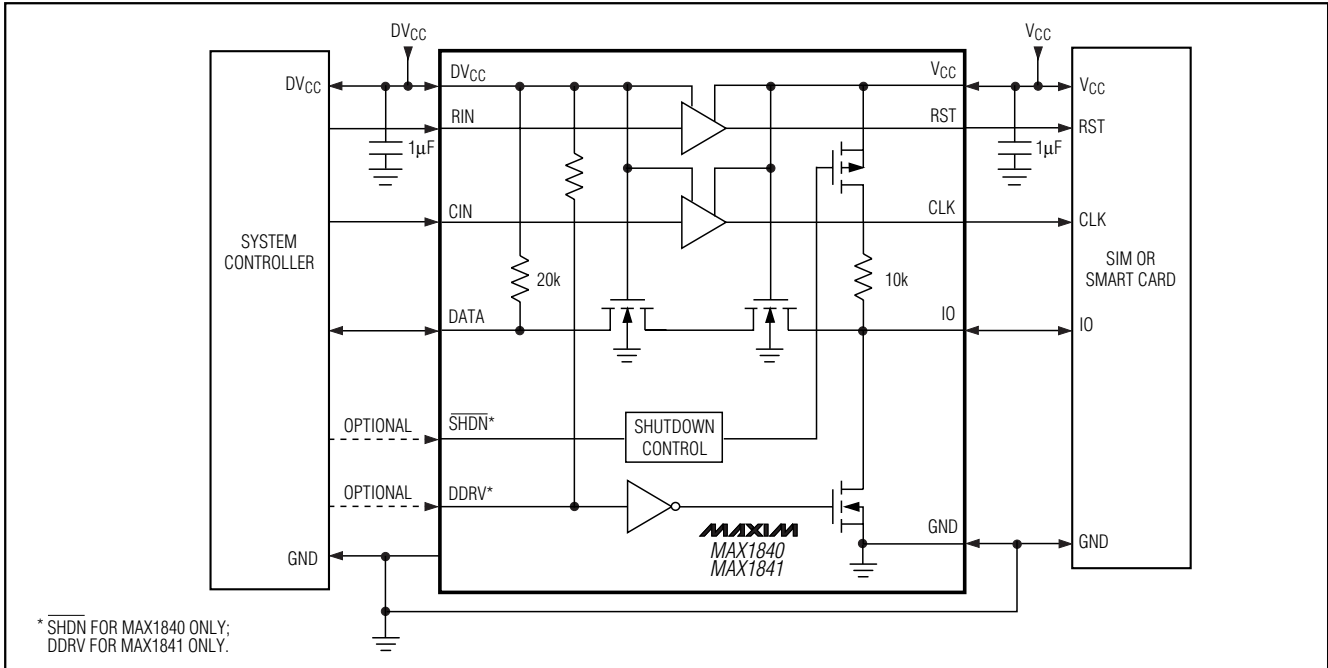 DVCC
VCC
DVCC
DVCC
VCC
VCC
RIN
RST
RST
1µF
1µF
CIN
CLK
CLK
SYSTEM
CONTROLLER
20k
10k
SIM OR
SMART CARD
DATA
IO
IO
OPTIONAL
SHDN*
SHUTDOWN
CONTROL
OPTIONAL
DDRV*
MAXIM
MAX1840
MAX1841
GND
GND
GND
* SHDN FOR MAX1840 ONLY;
DDRV FOR MAX1841 ONLY.